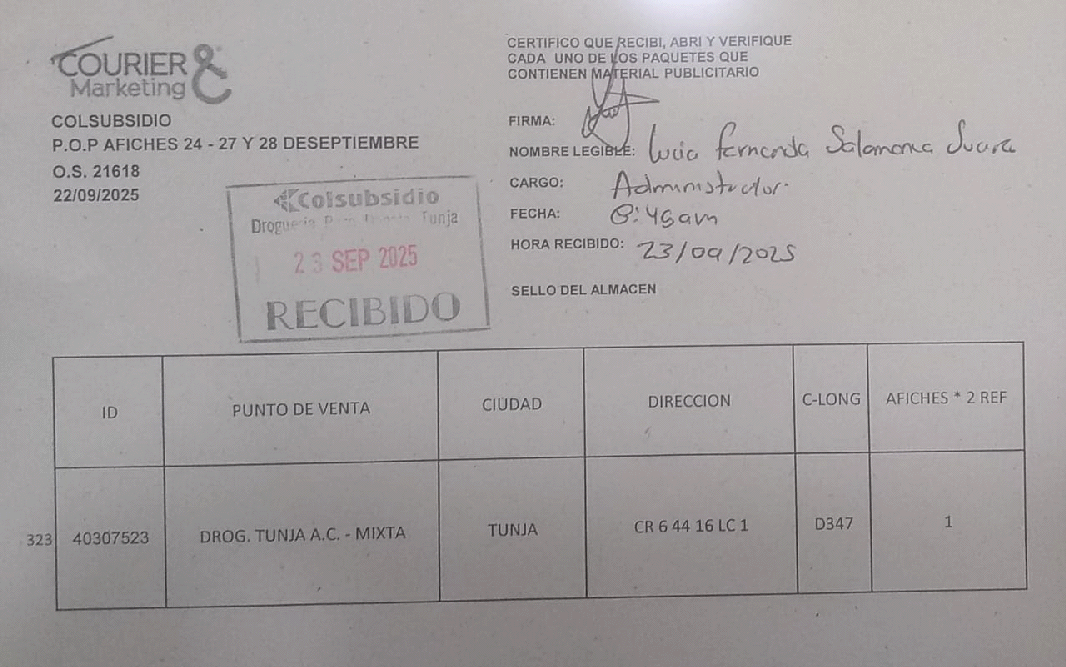 COURIER &
Marketing
COLSUBSIDIO
P.O.P AFICHES 24 - 27 Y 28 DESEPTIEMBRE
O.S. 21618
22/09/2025
Colsubsidio
Droguería Tunja
23 SEP 2025
RECIBIDO
CERTIFICO QUE RECIBI, ABRI Y VERIFIQUE
CADA UNO DE LOS PAQUETES QUE
CONTIENEN MATERIAL PUBLICITARIO
FIRMA:
NOMBRE LEGIBLE: Lucia Fernanda Salamanca
CARGO: Administrador
FECHA: 8:45am
HORA RECIBIDO: 23/09/2025
SELLO DEL ALMACEN
ID PUNTO DE VENTA CIUDAD DIRECCION C-LONG AFICHES * 2 REF
323 40307523 DROG. TUNJA A.C. - MIXTA TUNJA CR 6 44 16 LC 1 D347 1